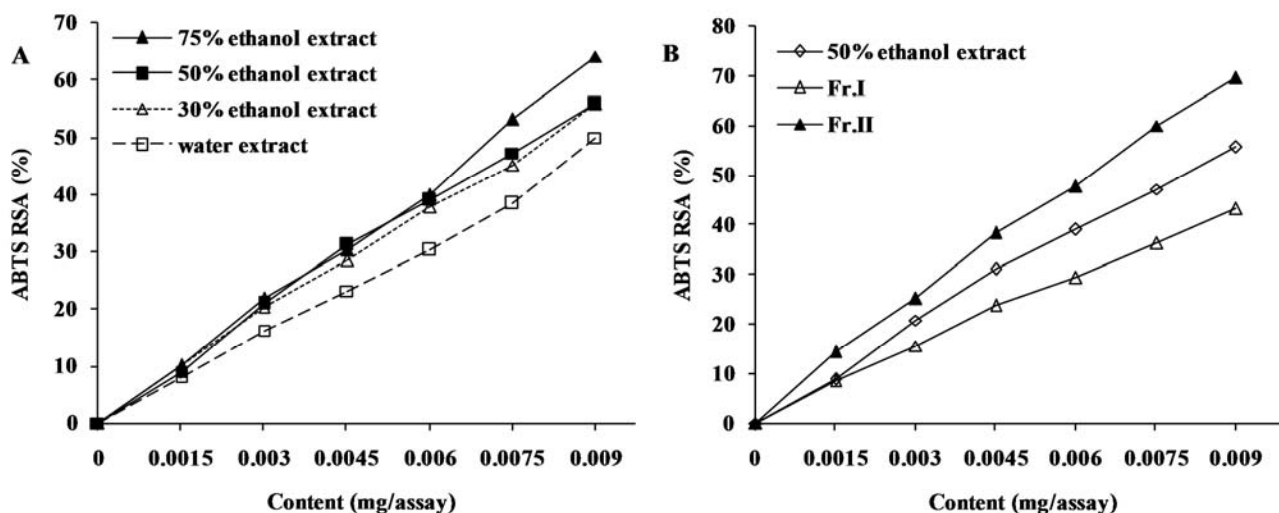 A
ABTS RSA (%)
70
60
50
40
30
20
10
0
75% ethanol extract
50% ethanol extract
30% ethanol extract
water extract
0 0.0015 0.003 0.0045 0.006 0.0075 0.009
Content (mg/assay)
B
ABTS RSA (%)
80
70
60
50
40
30
20
10
0
50% ethanol extract
Fr.I
Fr.II
0 0.0015 0.003 0.0045 0.006 0.0075 0.009
Content (mg/assay)